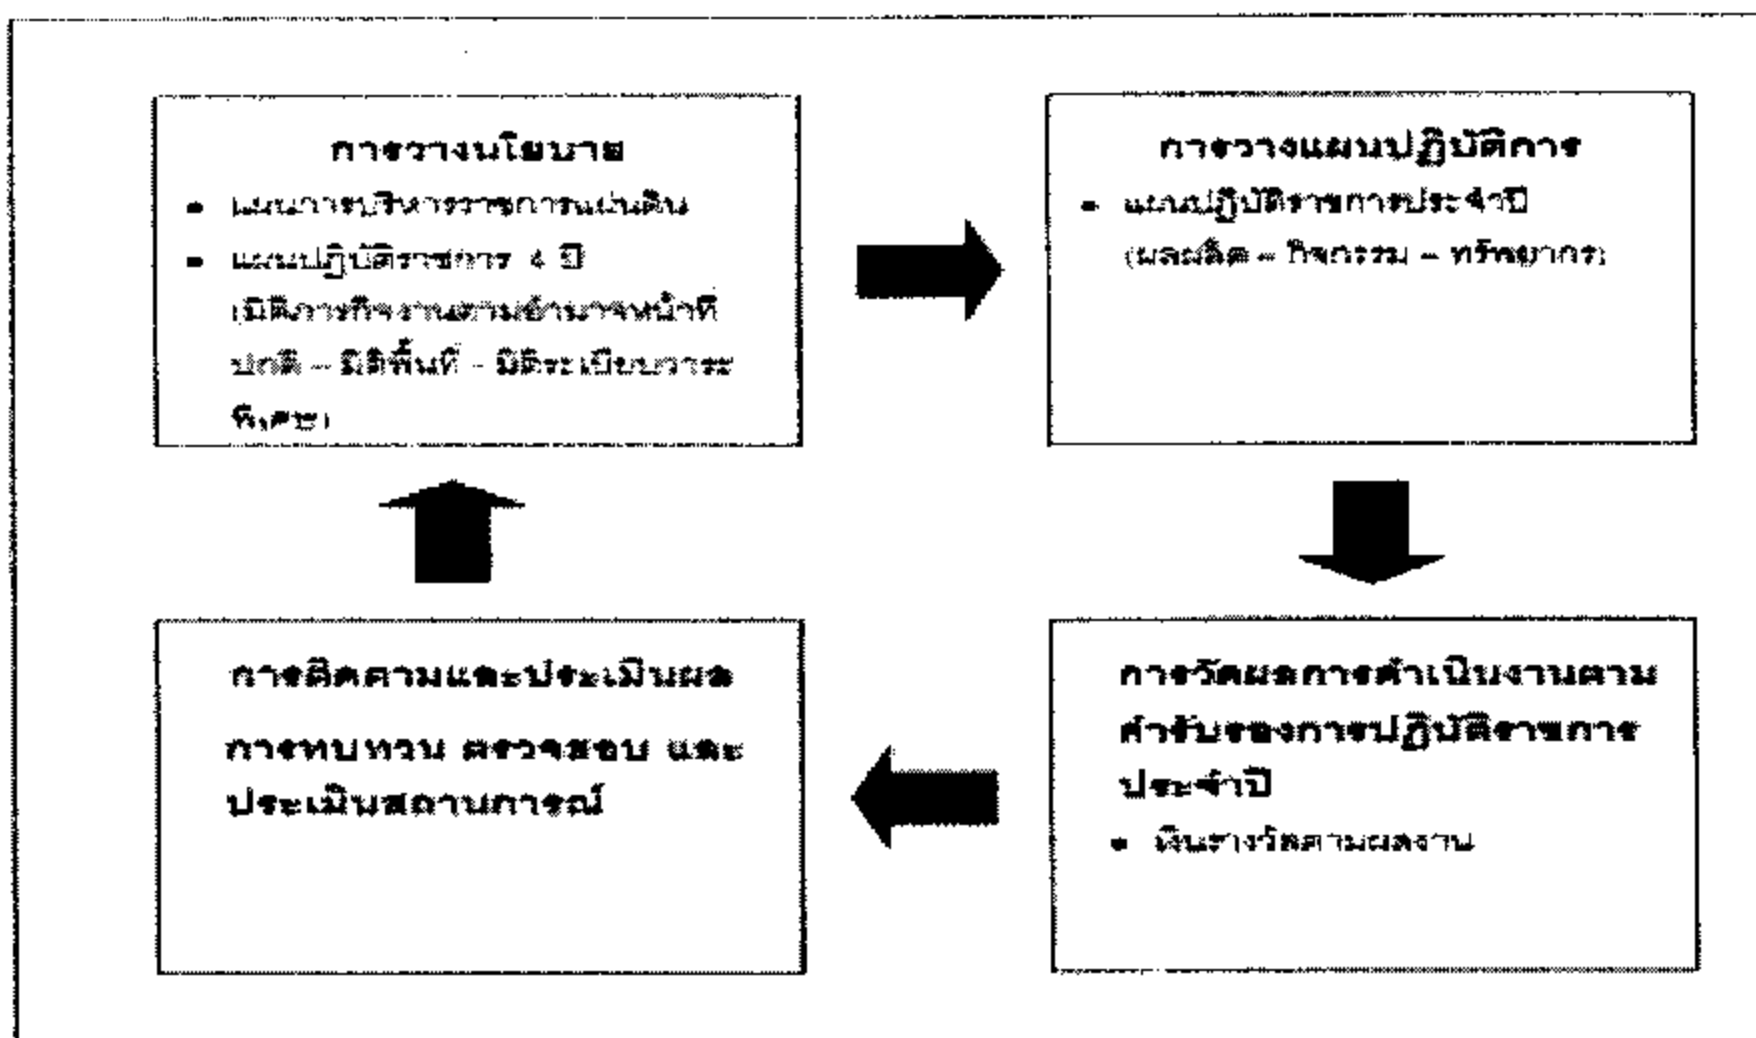 การวางนโยบาย
• แผนการบริหารราชการแผ่นดิน
• แผนปฏิบัติราชการ 4 ปี
(มิติภารกิจงานตามอำนาจหน้าที่
ปกติ – มิติพื้นที่ - มิติระเบียบวาระ
พิเศษ)
การวางแผนปฏิบัติการ
• แผนปฏิบัติราชการประจำปี
(ผลผลิต – กิจกรรม – ทรัพยากร)
การวัดผลการดำเนินงานตาม
คำรับรองการปฏิบัติราชการ
ประจำปี
• เงินรางวัลตามผลงาน
การติดตามและประเมินผล
การทบทวน ตรวจสอบ และ
ประเมินสถานการณ์